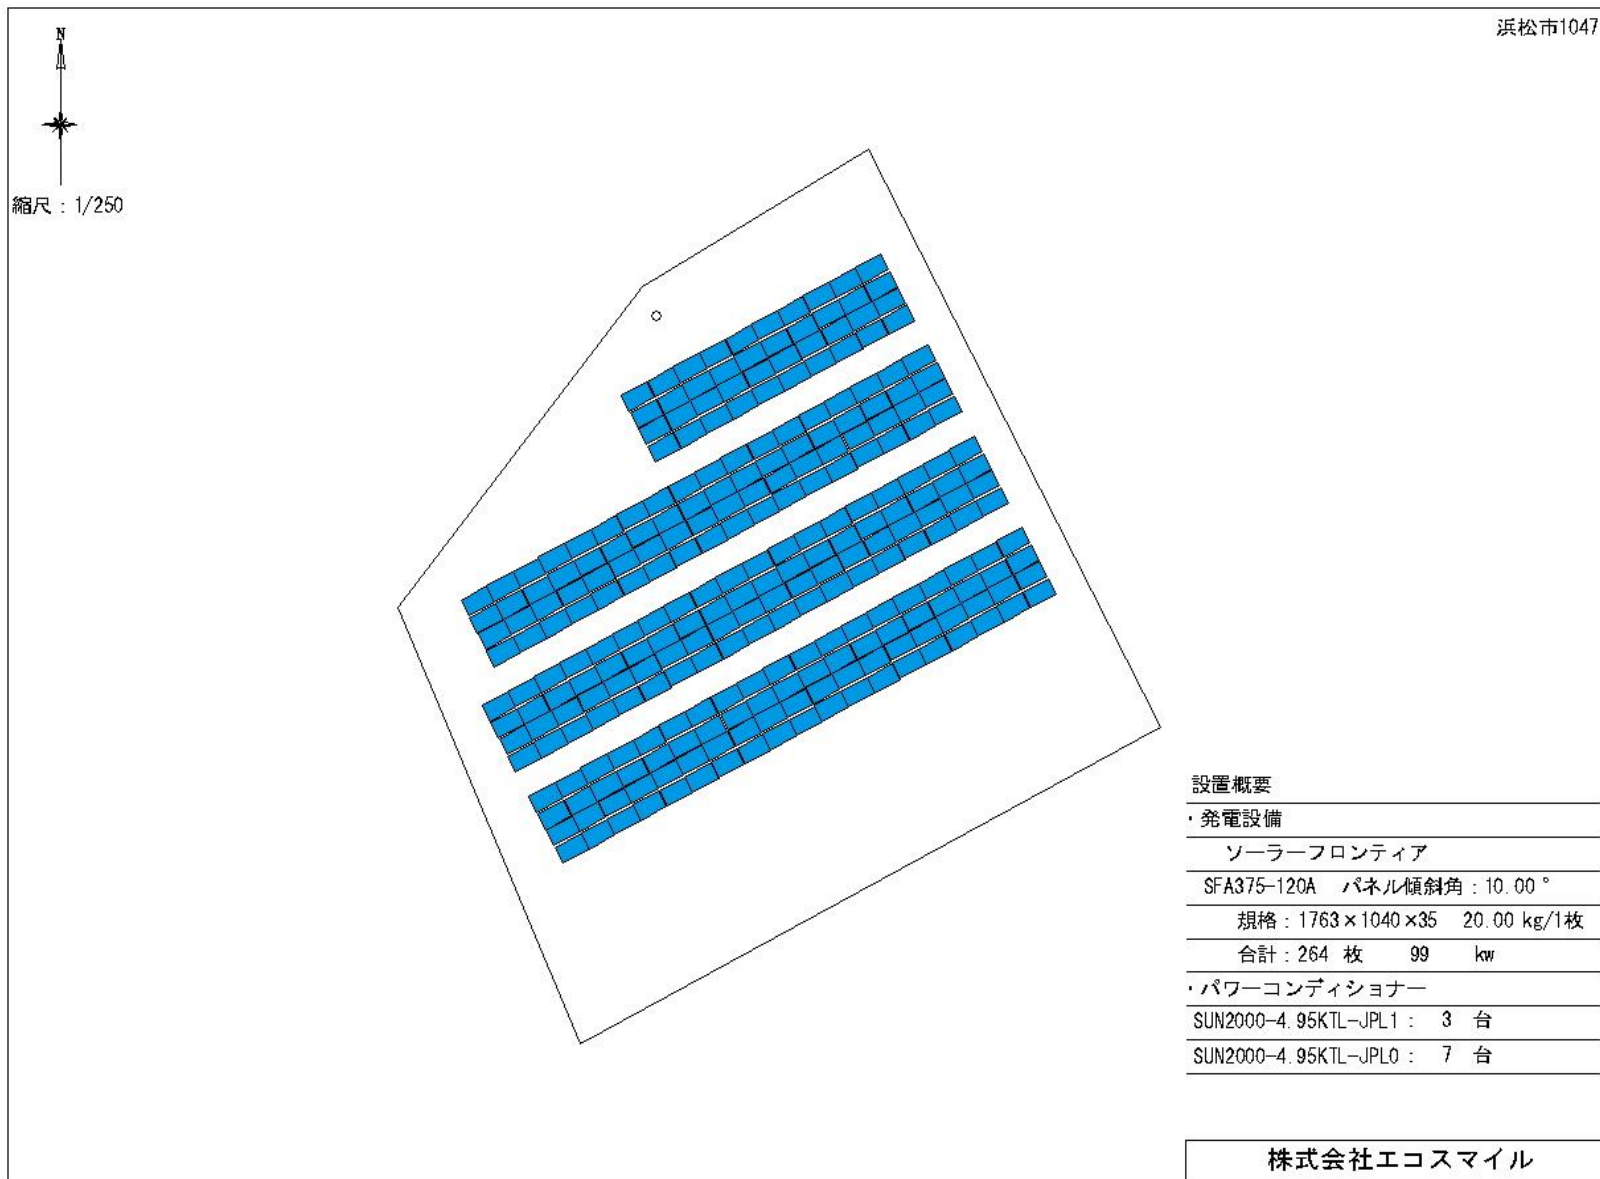 浜松市1047
N
縮尺：1/250
設置概要
・発電設備
ソーラーフロンティア
SFA375-120A パネル傾斜角：10.00°
規格：1763×1040×35 20.00 kg/1枚
合計：264 枚 99 kw
・パワーコンディショナー
SUN2000-4.95KTL-JPL1： 3 台
SUN2000-4.95KTL-JPL0： 7 台
株式会社エコスマイル